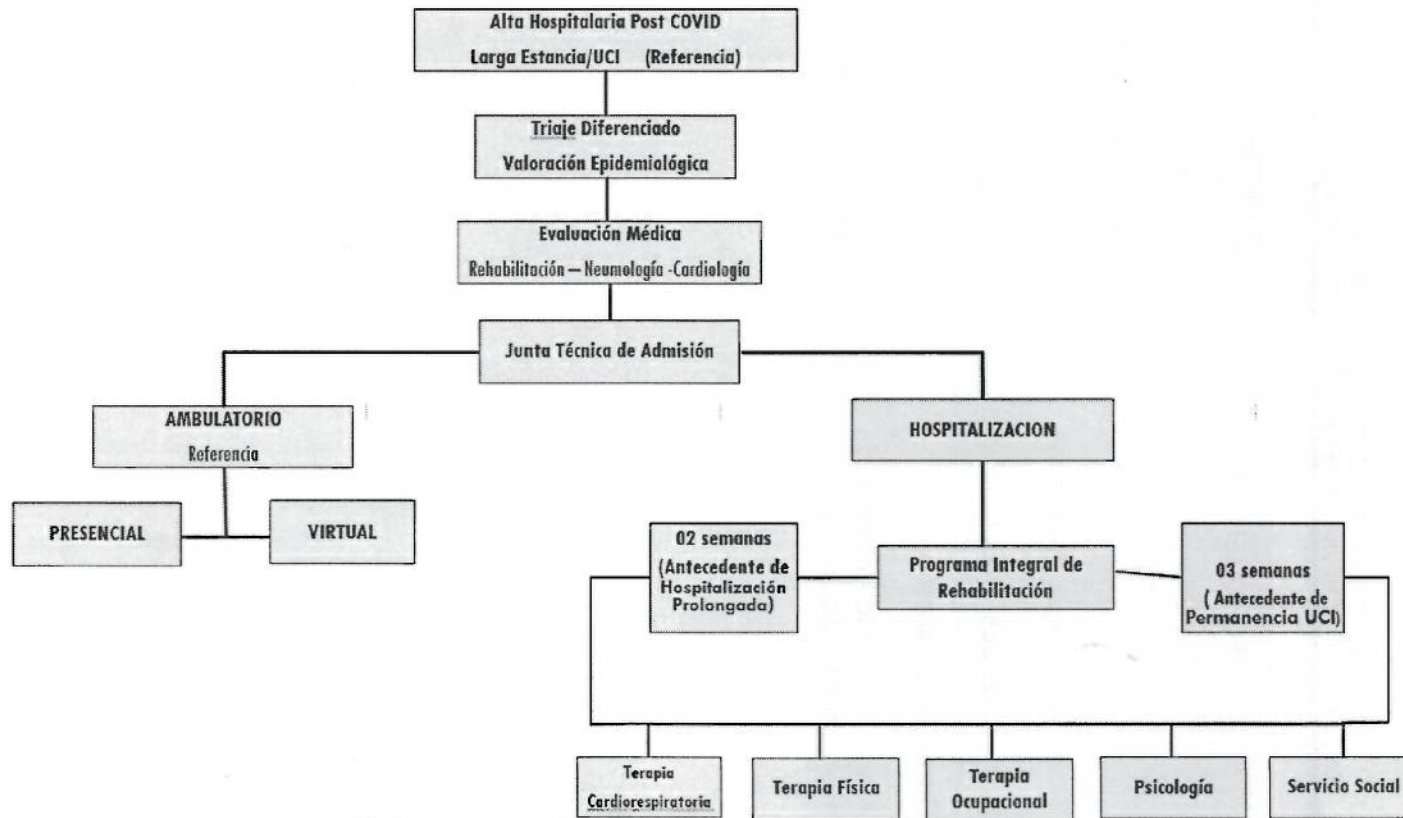 Alta Hospitalaria Post COVID
Larga Estancia/UCI (Referencia)
Triaje Diferenciado
Valoración Epidemiológica
Evaluación Médica
Rehabilitación – Neumología -Cardiología
Junta Técnica de Admisión
AMBULATORIO
Referencia
HOSPITALIZACION
PRESENCIAL
VIRTUAL
02 semanas
(Antecedente de
Hospitalización
Prolongada)
Programa Integral de
Rehabilitación
03 semanas
( Antecedente de
Permanencia UCI)
Terapia
Cardiorespiratoria
Terapia Física
Terapia
Ocupacional
Psicología
Servicio Social